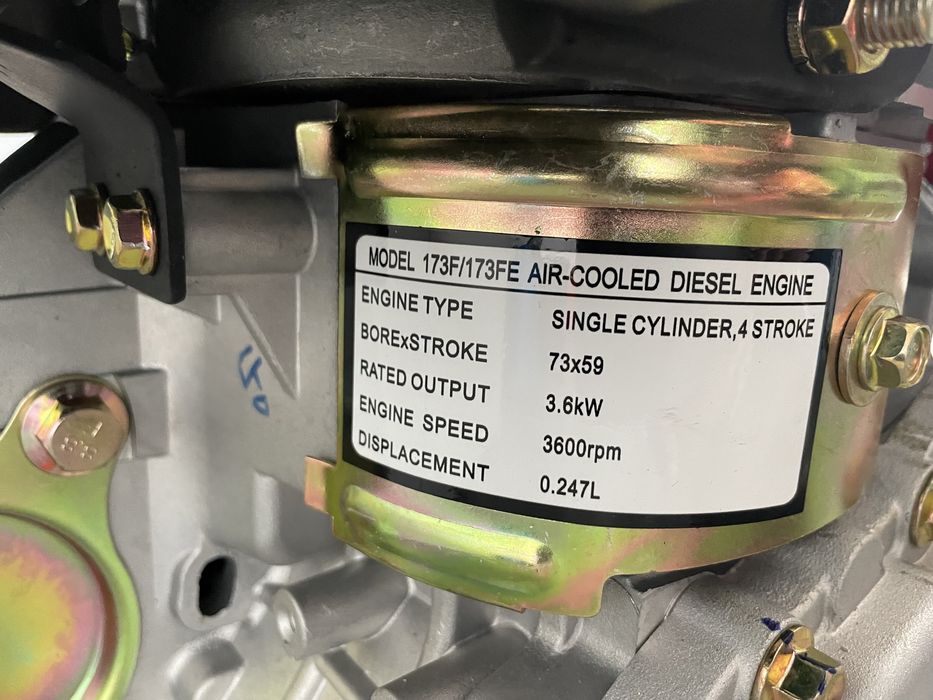 MODEL 173F/173FE AIR-COOLED DIESEL ENGINE
ENGINE TYPE SINGLE CYLINDER,4 STROKE
BORExSTROKE 73x59
RATED OUTPUT 3.6kW
ENGINE SPEED 3600rpm
DISPLACEMENT 0.247L